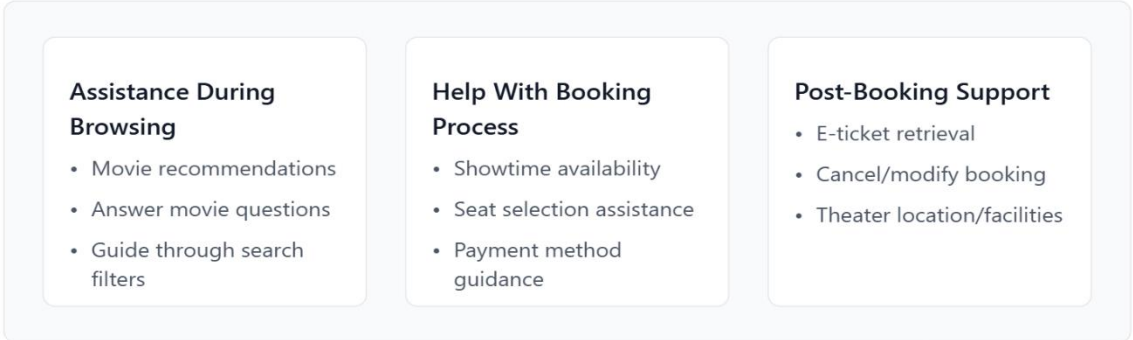 Assistance During
Browsing
• Movie recommendations
• Answer movie questions
• Guide through search
filters
Help With Booking
Process
• Showtime availability
• Seat selection assistance
• Payment method
guidance
Post-Booking Support
• E-ticket retrieval
• Cancel/modify booking
• Theater location/facilities